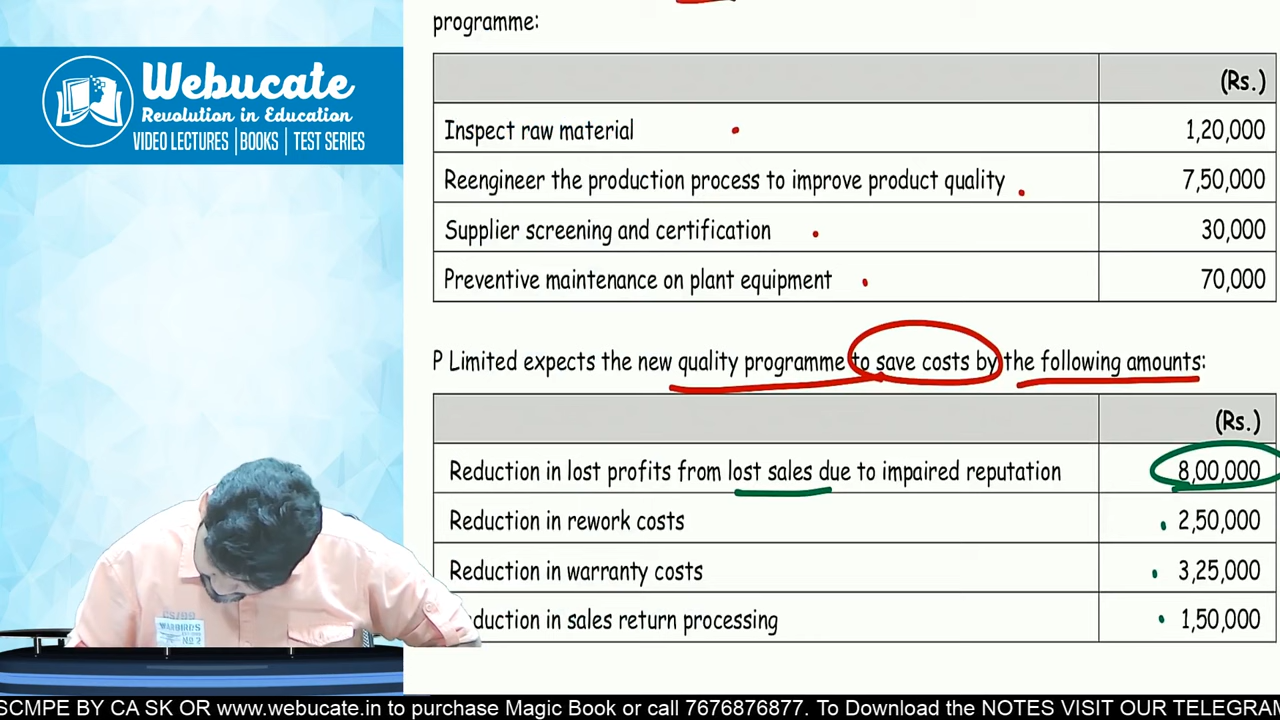 programme:
Webucate
Revolution in Education
VIDEO LECTURES | BOOKS | TEST SERIES
(Rs.)
Inspect raw material 1,20,000
Reengineer the production process to improve product quality 7,50,000
Supplier screening and certification 30,000
Preventive maintenance on plant equipment 70,000
P Limited expects the new quality programme to save costs by the following amounts:
(Rs.)
Reduction in lost profits from lost sales due to impaired reputation 8,00,000
Reduction in rework costs 2,50,000
Reduction in warranty costs 3,25,000
duction in sales return processing 1,50,000
WARBIRDS
SCMPE BY CA SK OR www.webucate.in to purchase Magic Book or call 7676876877. To Download the NOTES VISIT OUR TELEGRAM